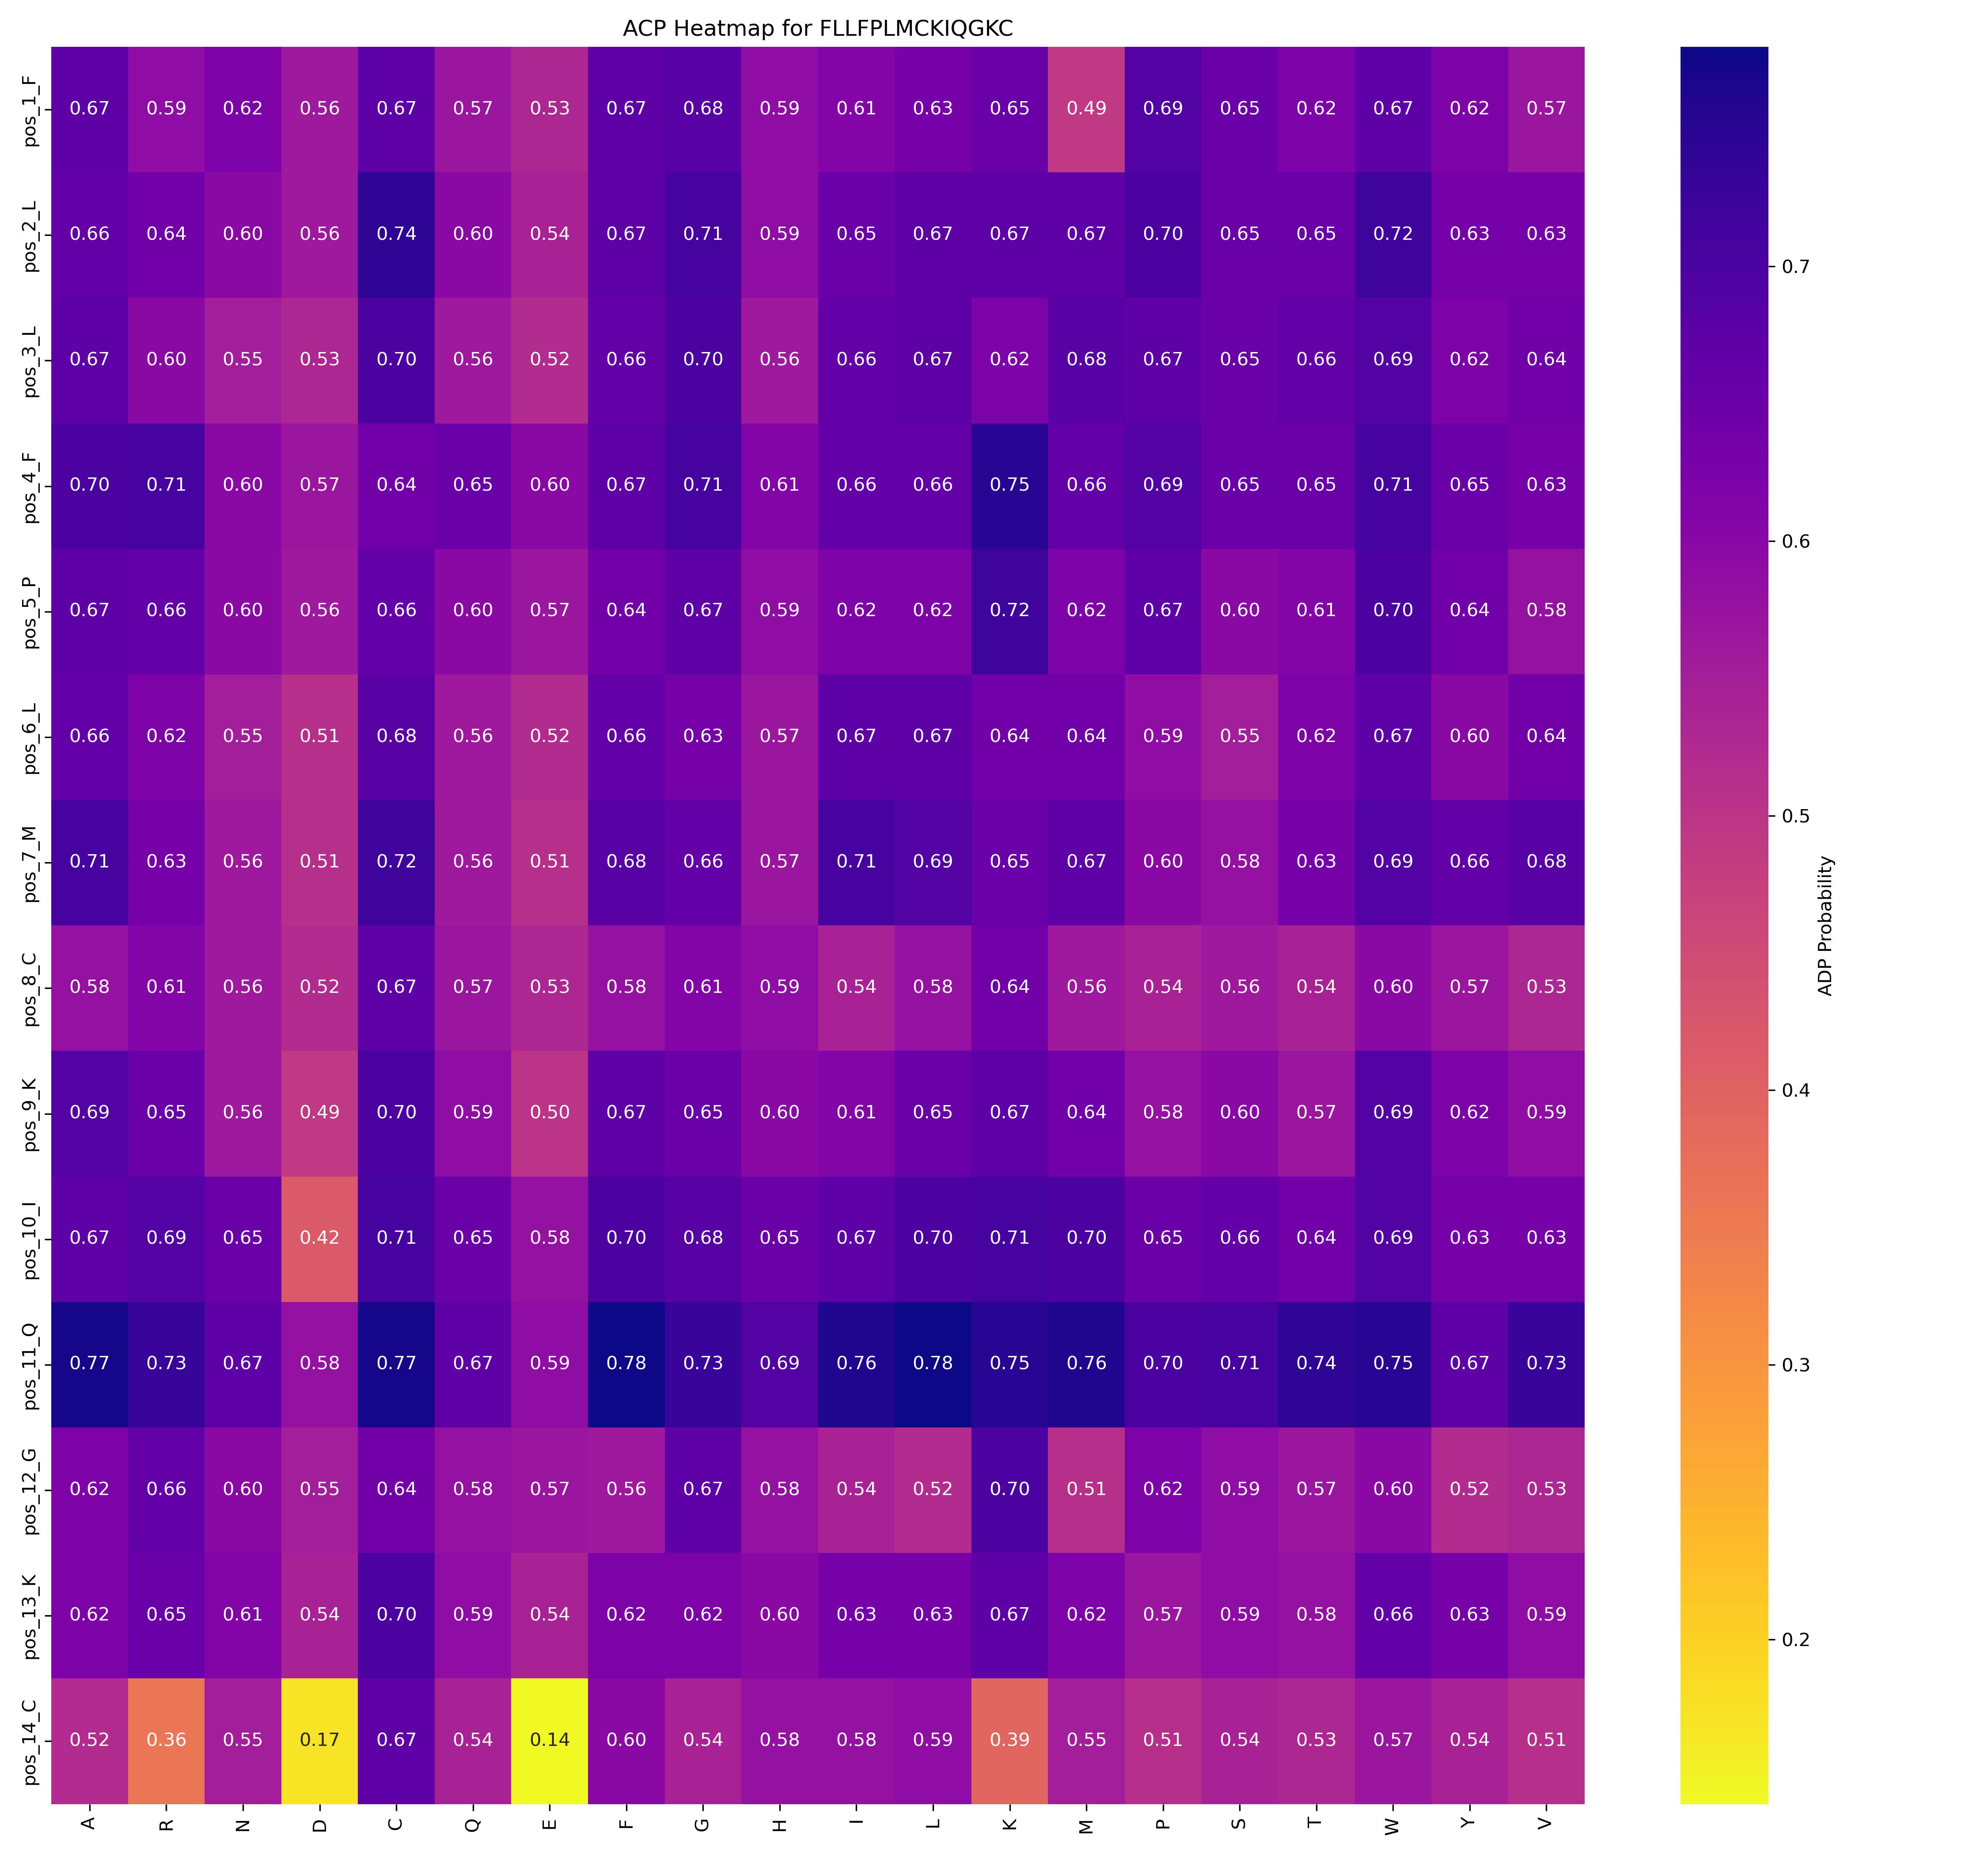 ACP Heatmap for FLLFPLMCKIQGKC
pos_1_F 0.67 0.59 0.62 0.56 0.67 0.57 0.53 0.67 0.68 0.59 0.61 0.63 0.65 0.49 0.69 0.65 0.62 0.67 0.62 0.57
pos_2_L 0.66 0.64 0.60 0.56 0.74 0.60 0.54 0.67 0.71 0.59 0.65 0.67 0.67 0.67 0.70 0.65 0.65 0.72 0.63 0.63
pos_3_L 0.67 0.60 0.55 0.53 0.70 0.56 0.52 0.66 0.70 0.56 0.66 0.67 0.62 0.68 0.67 0.65 0.66 0.69 0.62 0.64
pos_4_F 0.70 0.71 0.60 0.57 0.64 0.65 0.60 0.67 0.71 0.61 0.66 0.66 0.75 0.66 0.69 0.65 0.65 0.71 0.65 0.63
pos_5_P 0.67 0.66 0.60 0.56 0.66 0.60 0.57 0.64 0.67 0.59 0.62 0.62 0.72 0.62 0.67 0.60 0.61 0.70 0.64 0.58
pos_6_L 0.66 0.62 0.55 0.51 0.68 0.56 0.52 0.66 0.63 0.57 0.67 0.67 0.64 0.64 0.59 0.55 0.62 0.67 0.60 0.64
pos_7_M 0.71 0.63 0.56 0.51 0.72 0.56 0.51 0.68 0.66 0.57 0.71 0.69 0.65 0.67 0.60 0.58 0.63 0.69 0.66 0.68
pos_8_C 0.58 0.61 0.56 0.52 0.67 0.57 0.53 0.58 0.61 0.59 0.54 0.58 0.64 0.56 0.54 0.56 0.54 0.60 0.57 0.53
pos_9_K 0.69 0.65 0.56 0.49 0.70 0.59 0.50 0.67 0.65 0.60 0.61 0.65 0.67 0.64 0.58 0.60 0.57 0.69 0.62 0.59
pos_10_I 0.67 0.69 0.65 0.42 0.71 0.65 0.58 0.70 0.68 0.65 0.67 0.70 0.71 0.70 0.65 0.66 0.64 0.69 0.63 0.63
pos_11_Q 0.77 0.73 0.67 0.58 0.77 0.67 0.59 0.78 0.73 0.69 0.76 0.78 0.75 0.76 0.70 0.71 0.74 0.75 0.67 0.73
pos_12_G 0.62 0.66 0.60 0.55 0.64 0.58 0.57 0.56 0.67 0.58 0.54 0.52 0.70 0.51 0.62 0.59 0.57 0.60 0.52 0.53
pos_13_K 0.62 0.65 0.61 0.54 0.70 0.59 0.54 0.62 0.62 0.60 0.63 0.63 0.67 0.62 0.57 0.59 0.58 0.66 0.63 0.59
pos_14_C 0.52 0.36 0.55 0.17 0.67 0.54 0.14 0.60 0.54 0.58 0.58 0.59 0.39 0.55 0.51 0.54 0.53 0.57 0.54 0.51
A R N D C Q E F G H I L K M P S T W Y V
0.7
0.6
0.5
0.4
0.3
0.2
ADP Probability